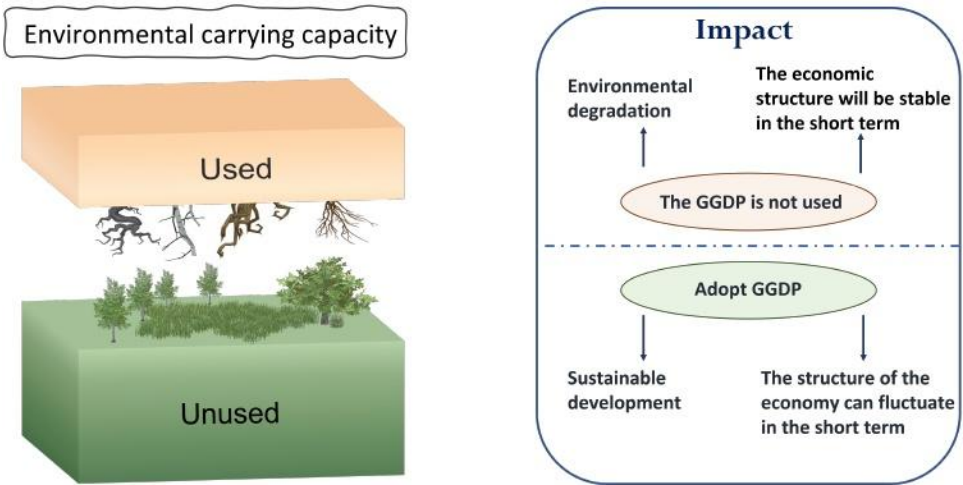 Environmental carrying capacity
Used
Unused
Impact
Environmental
degradation
The economic
structure will be stable
in the short term
The GGDP is not used
Adopt GGDP
Sustainable
development
The structure of the
economy can fluctuate
in the short term